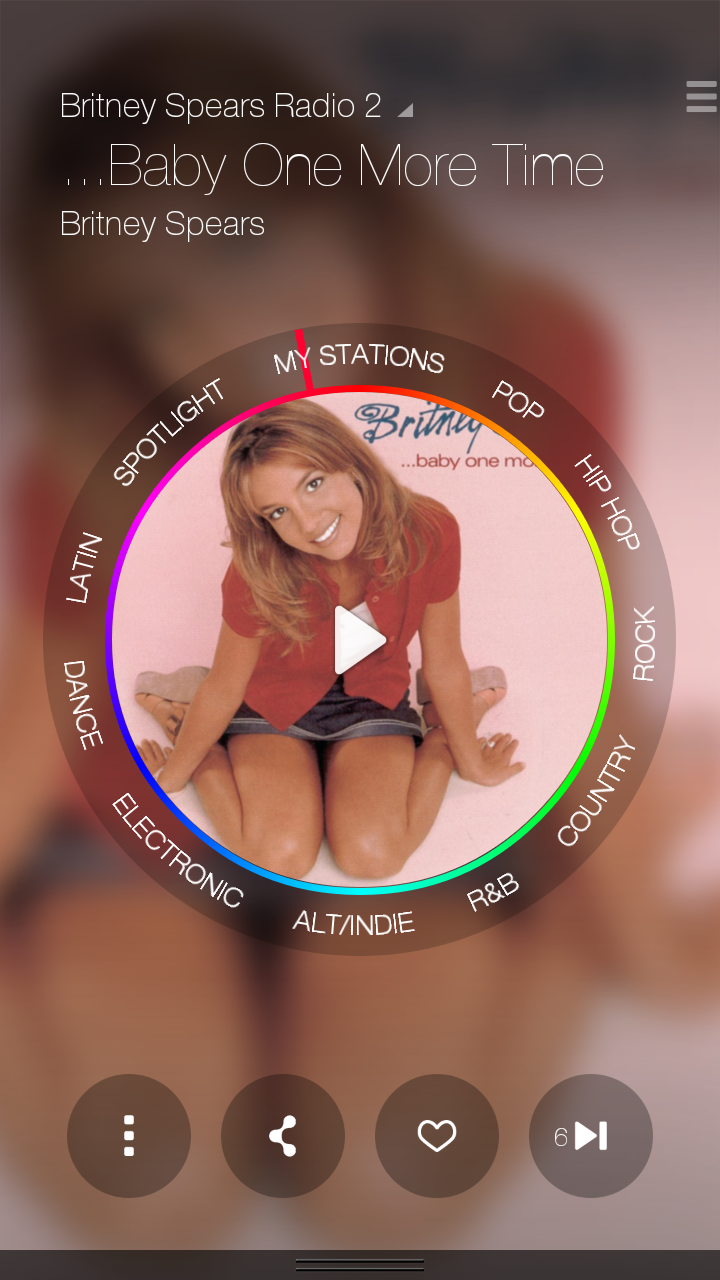 Britney Spears Radio 2
...Baby One More Time
Britney Spears
MY STATIONS
POP
HIP HOP
ROCK
COUNTRY
R&B
ALT/INDIE
ELECTRONIC
DANCE
LATIN
SPOTLIGHT
Britney
...baby one mo
6